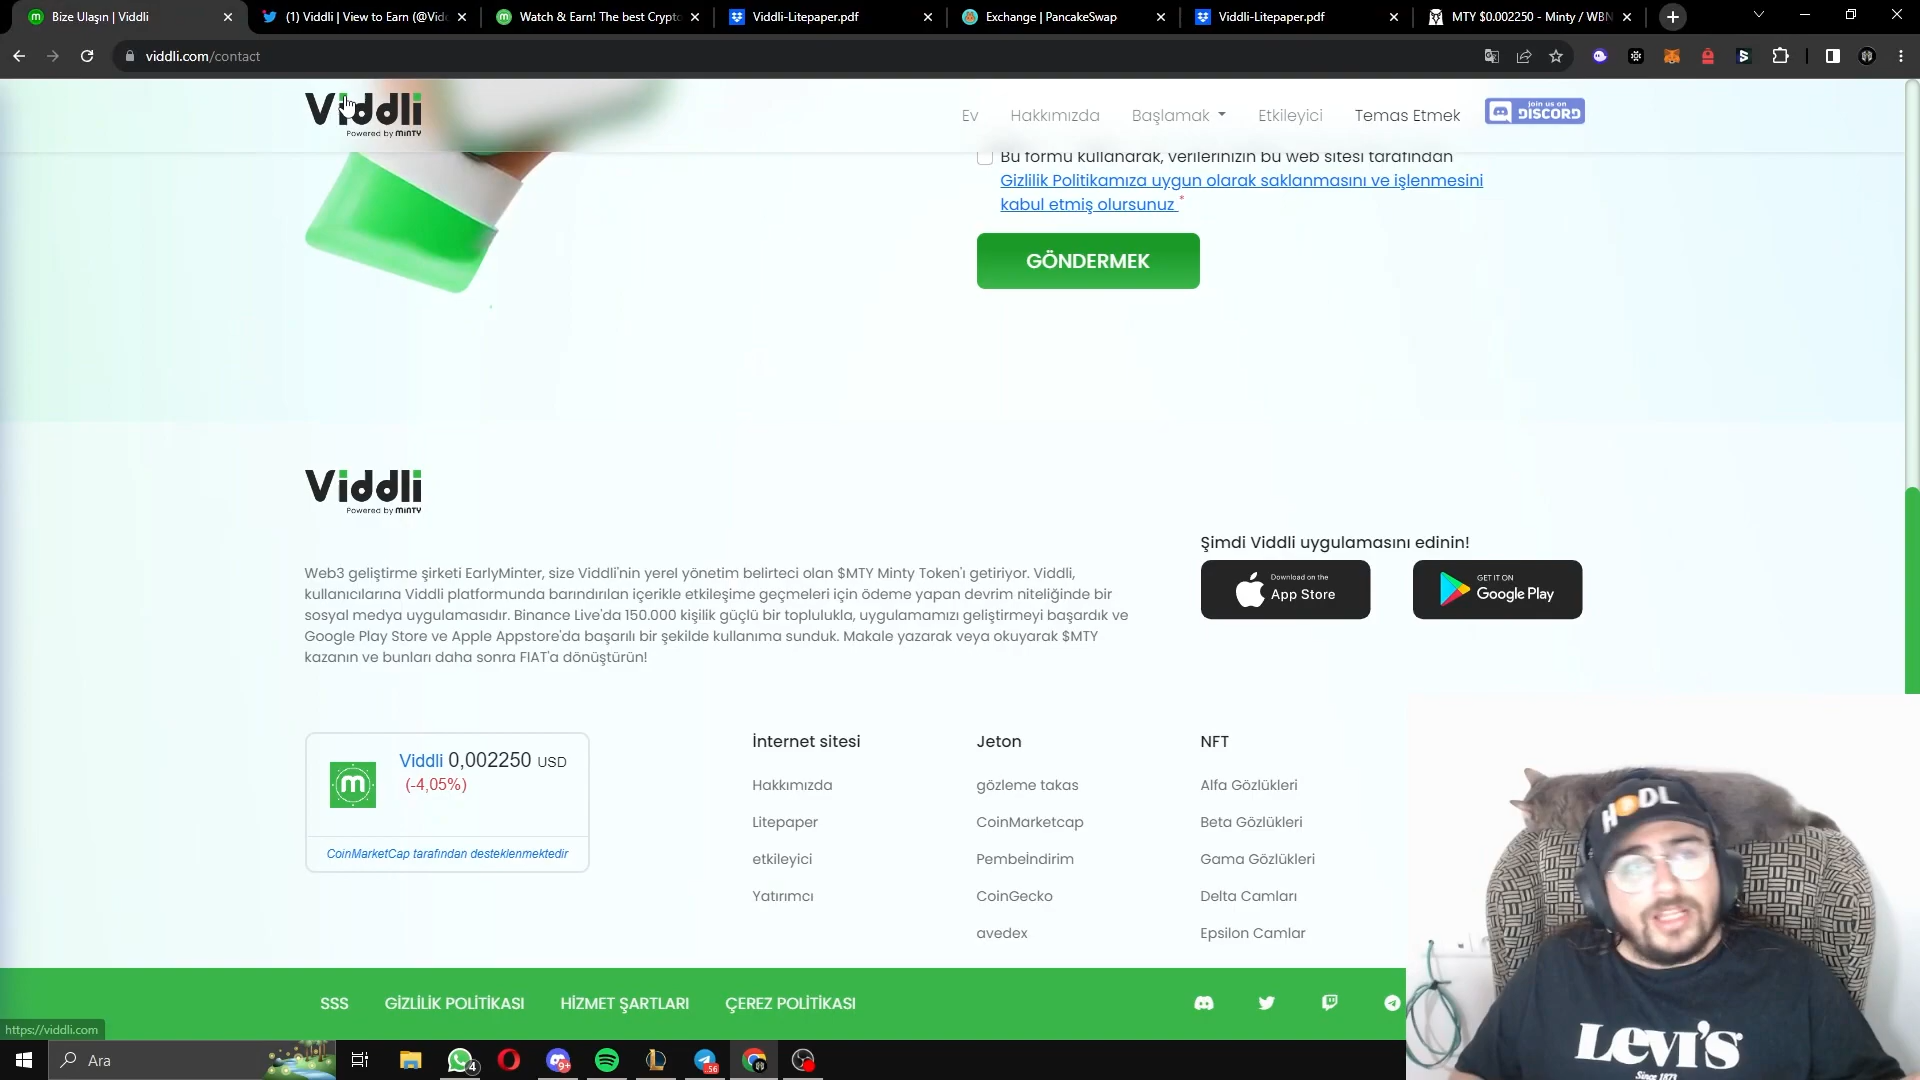 Bize Ulaşın | Viddli
(1) Viddli | View to Earn (@Vidd
Watch & Earn! The best Crypto
Viddli-Litepaper.pdf
Exchange | PancakeSwap
Viddli-Litepaper.pdf
MTY $0.002250 - Minty / WBN
viddli.com/contact
Viddli
Powered by MINTY
Ev
Hakkımızda
Başlamak
Etkileyici
Temas Etmek
join us on
DISCORD
Bu formu kullanarak, verilerinizin bu web sitesi tarafından
Gizlilik Politikamıza uygun olarak saklanmasını ve işlenmesini
kabul etmiş olursunuz *
GÖNDERMEK
Viddli
Powered by MINTY
Şimdi Viddli uygulamasını edinin!
Download on the
App Store
GET IT ON
Google Play
Web3 geliştirme şirketi EarlyMinter, size Viddli'nin yerel yönetim belirteci olan $MTY Minty Token'ı getiriyor. Viddli,
kullanıcılarına Viddli platformunda barındırılan içerikle etkileşime geçmeleri için ödeme yapan devrim niteliğinde bir
sosyal medya uygulamasıdır. Binance Live'da 150.000 kişilik güçlü bir toplulukla, uygulamamızı geliştirmeyi başardık ve
Google Play Store ve Apple Appstore'da başarılı bir şekilde kullanıma sunduk. Makale yazarak veya okuyarak $MTY
kazanın ve bunları daha sonra FIAT'a dönüştürün!
m
Viddli 0,002250 USD
(-4,05%)
CoinMarketCap tarafından desteklenmektedir
İnternet sitesi
Hakkımızda
Litepaper
etkileyici
Yatırımcı
Jeton
gözleme takas
CoinMarketcap
Pembeİndirim
CoinGecko
avedex
NFT
Alfa Gözlükleri
Beta Gözlükleri
Gama Gözlükleri
Delta Camları
Epsilon Camlar
HODL
LEVI'S
Since 1873
SSS
GİZLİLİK POLİTİKASI
HİZMET ŞARTLARI
ÇEREZ POLİTİKASI
https://viddli.com
Ara
4
9+
56